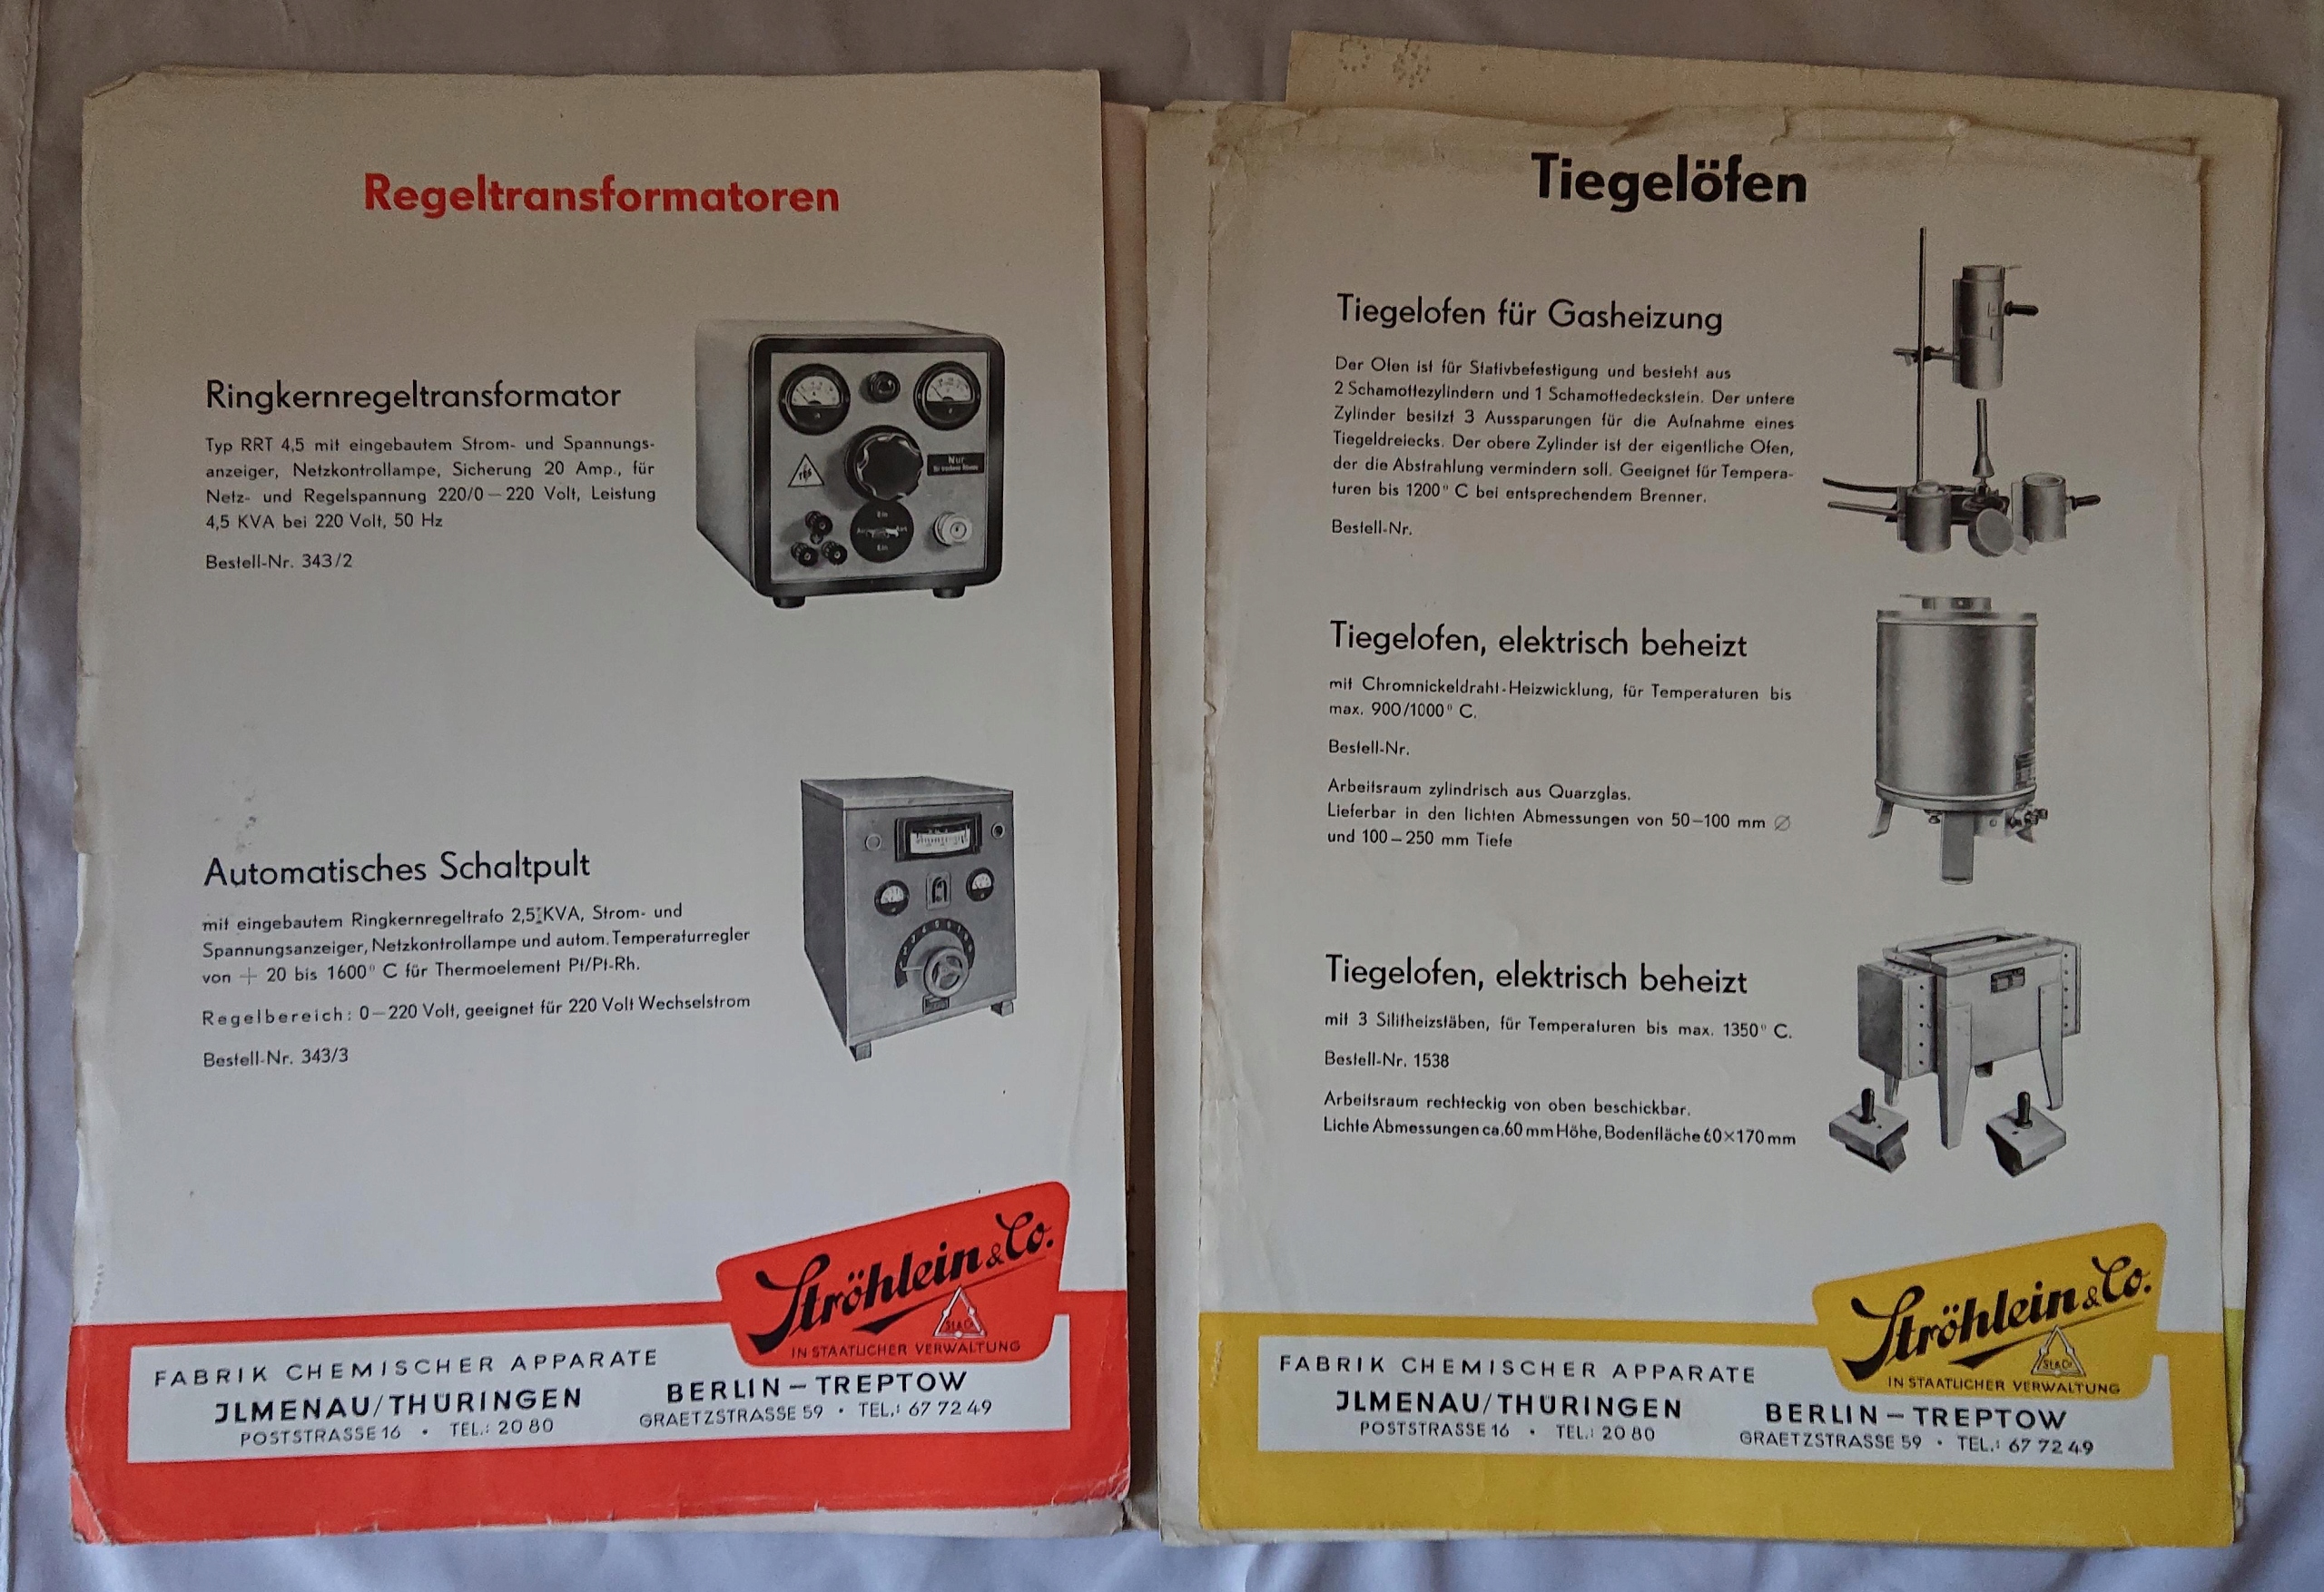 Regeltransformatoren
Ringkernregeltransformator
Typ RRT 4,5 mit eingebautem Strom- und Spannungs-
anzeiger, Netzkontrollampe, Sicherung 20 Amp., für
Netz- und Regelspannung 220/0—220 Volt, Leistung
4,5 KVA bei 220 Volt, 50 Hz
Bestell-Nr. 343/2
Nur
Ein
Ein
Automatisches Schaltpult
mit eingebautem Ringkernregeltrafo 2,5 KVA, Strom- und
Spannungsanzeiger, Netzkontrollampe und autom. Temperaturregler
von + 20 bis 1600° C für Thermoelement Pt/Pt-Rh.
Regelbereich: 0—220 Volt, geeignet für 220 Volt Wechselstrom
Bestell-Nr. 343/3
Ströhlein & Co.
St&Co
IN STAATLICHER VERWALTUNG
FABRIK CHEMISCHER APPARATE
JLMENAU/THÜRINGEN
POSTSTRASSE 16 • TEL.: 20 80
BERLIN – TREPTOW
GRAETZSTRASSE 59 • TEL.: 67 72 49
Tiegelöfen
Tiegelofen für Gasheizung
Der Ofen ist für Stativbefestigung und besteht aus
2 Schamottezylindern und 1 Schamottedeckstein. Der untere
Zylinder besitzt 3 Aussparungen für die Aufnahme eines
Tiegeldreiecks. Der obere Zylinder ist der eigentliche Ofen,
der die Abstrahlung vermindern soll. Geeignet für Tempera-
turen bis 1200° C bei entsprechendem Brenner.
Bestell-Nr.
Tiegelofen, elektrisch beheizt
mit Chromnickeldraht-Heizwicklung, für Temperaturen bis
max. 900/1000° C.
Bestell-Nr.
Arbeitsraum zylindrisch aus Quarzglas.
Lieferbar in den lichten Abmessungen von 50—100 mm ∅
und 100—250 mm Tiefe
Tiegelofen, elektrisch beheizt
mit 3 Silitheizstäben, für Temperaturen bis max. 1350° C.
Bestell-Nr. 1538
Arbeitsraum rechteckig von oben beschickbar.
Lichte Abmessungen ca. 60 mm Höhe, Bodenfläche 60×170 mm
Ströhlein & Co.
St&Co
IN STAATLICHER VERWALTUNG
FABRIK CHEMISCHER APPARATE
JLMENAU/THÜRINGEN
POSTSTRASSE 16 • TEL.: 20 80
BERLIN – TREPTOW
GRAETZSTRASSE 59 • TEL.: 67 72 49